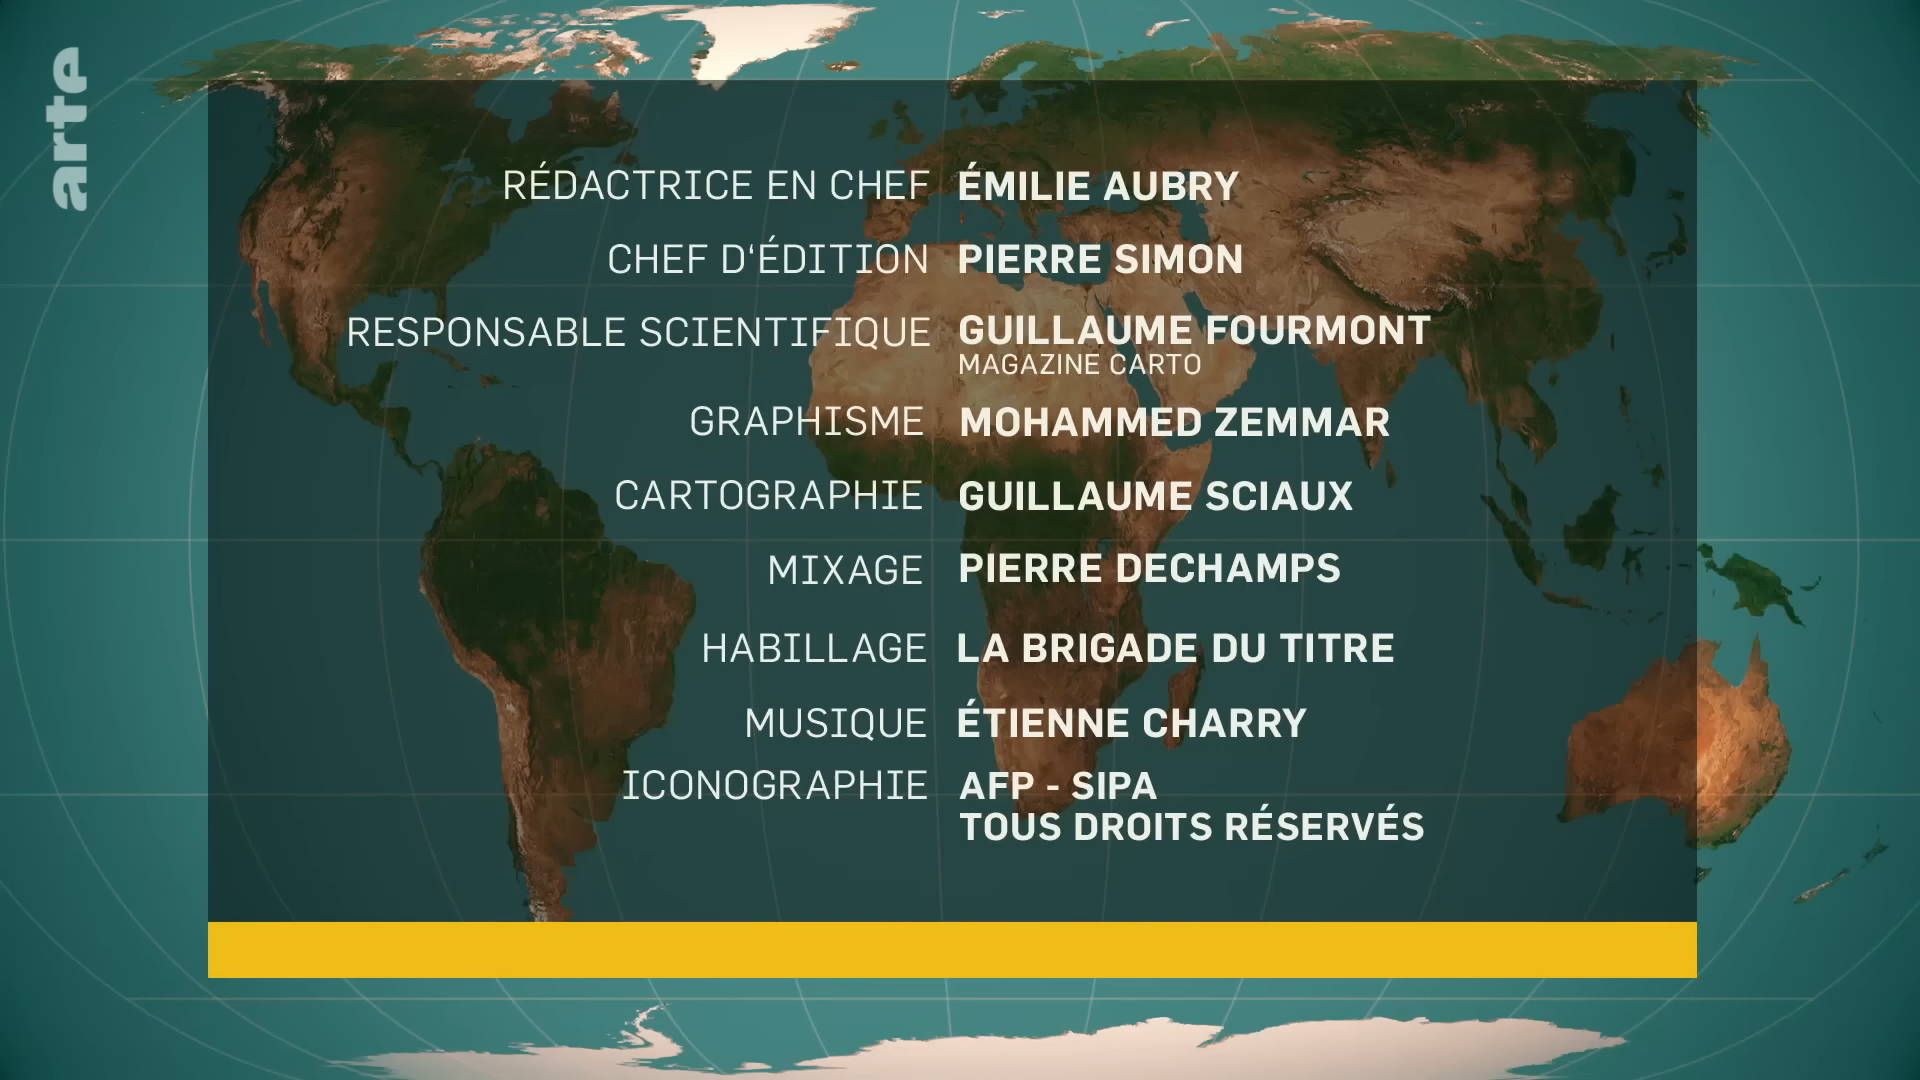 arte
RÉDACTRICE EN CHEF ÉMILIE AUBRY
CHEF D‘ÉDITION PIERRE SIMON
RESPONSABLE SCIENTIFIQUE GUILLAUME FOURMONT
MAGAZINE CARTO
GRAPHISME MOHAMMED ZEMMAR
CARTOGRAPHIE GUILLAUME SCIAUX
MIXAGE PIERRE DECHAMPS
HABILLAGE LA BRIGADE DU TITRE
MUSIQUE ÉTIENNE CHARRY
ICONOGRAPHIE AFP - SIPA
TOUS DROITS RÉSERVÉS